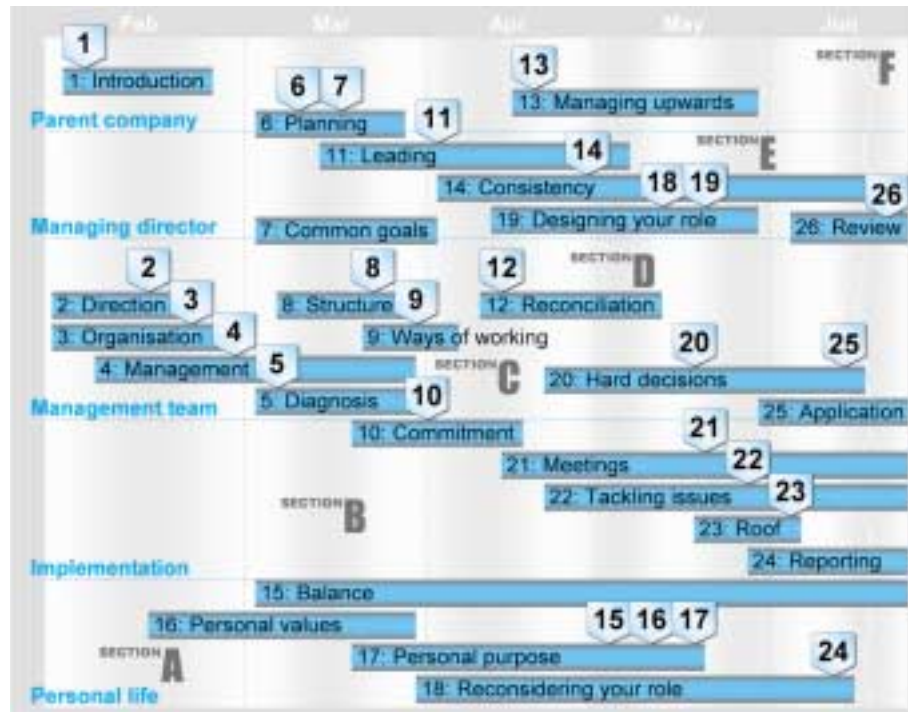 Feb Mar Apr May Jun
1
1: Introduction
SECTION F
6 7
13
13: Managing upwards
Parent company
6: Planning
11
11: Leading
14
SECTION E
14: Consistency
18 19
26
Managing director
7: Common goals
19: Designing your role
26: Review
2
8
12
SECTION D
2: Direction
3
8: Structure
9
12: Reconciliation
3: Organisation
4
9: Ways of working
20
25
4: Management
5
SECTION C
20: Hard decisions
Management team
5: Diagnosis
10
25: Application
10: Commitment
21
21: Meetings
22
SECTION B
22: Tackling issues
23
23: Roof
Implementation
24: Reporting
15: Balance
16: Personal values
15 16 17
SECTION A
17: Personal purpose
24
Personal life
18: Reconsidering your role